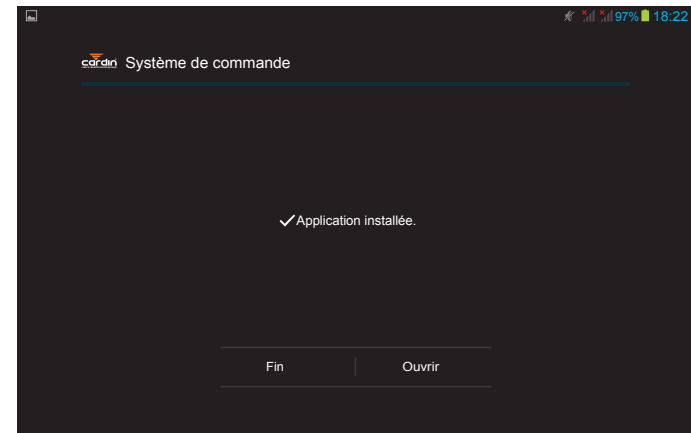 97% 18:22
cardin Système de commande
Application installée.
Fin
Ouvrir